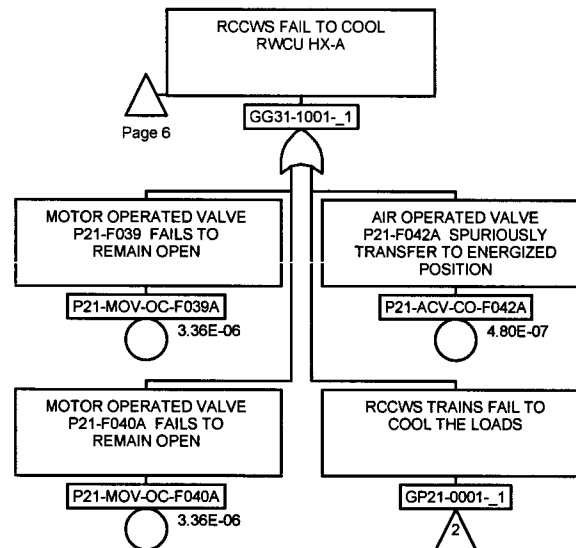 RCCWS FAIL TO COOL
RWCU HX-A
Page 6
GG31-1001-_1
MOTOR OPERATED VALVE
P21-F039 FAILS TO
REMAIN OPEN
P21-MOV-OC-F039A
3.36E-06
AIR OPERATED VALVE
P21-F042A SPURIOUSLY
TRANSFER TO ENERGIZED
POSITION
P21-ACV-CO-F042A
4.80E-07
MOTOR OPERATED VALVE
P21-F040A FAILS TO
REMAIN OPEN
P21-MOV-OC-F040A
3.36E-06
RCCWS TRAINS FAIL TO
COOL THE LOADS
GP21-0001-_1
2